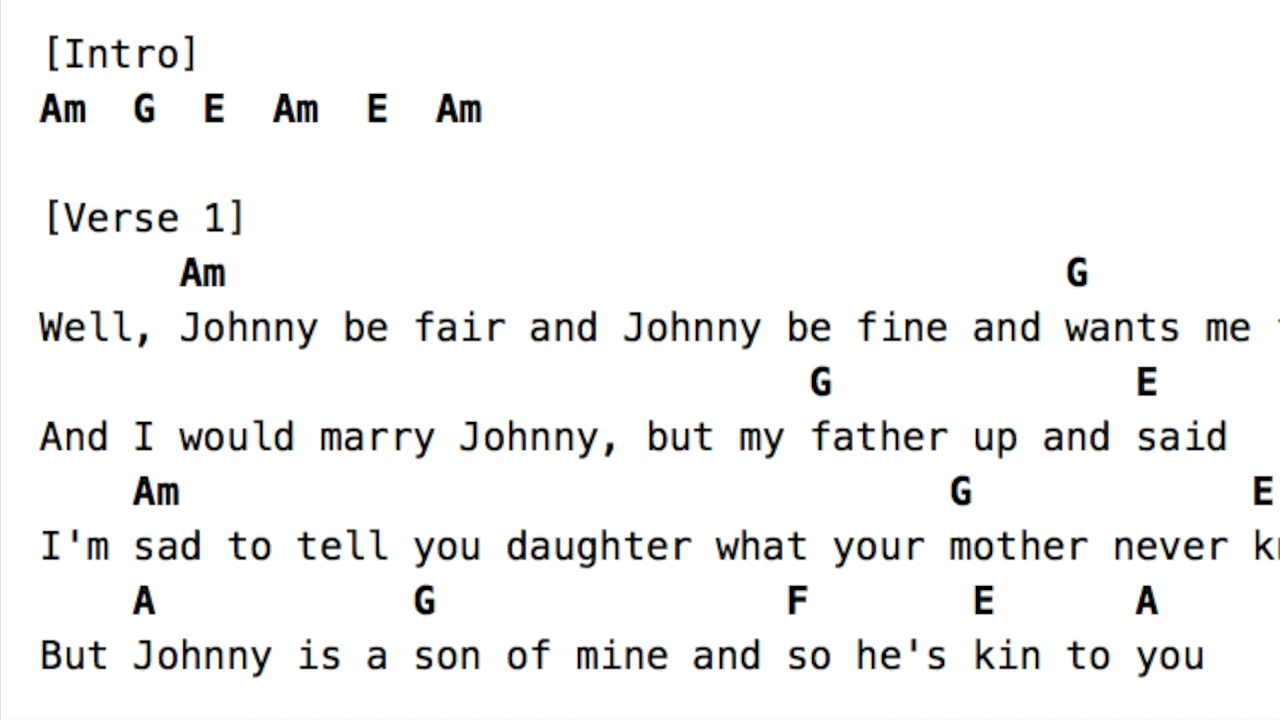 [Intro]
Am G E Am E Am
[Verse 1]
Am G
Well, Johnny be fair and Johnny be fine and wants me
G E
And I would marry Johnny, but my father up and said
Am G E
I'm sad to tell you daughter what your mother never
A G F E A
But Johnny is a son of mine and so he's kin to you